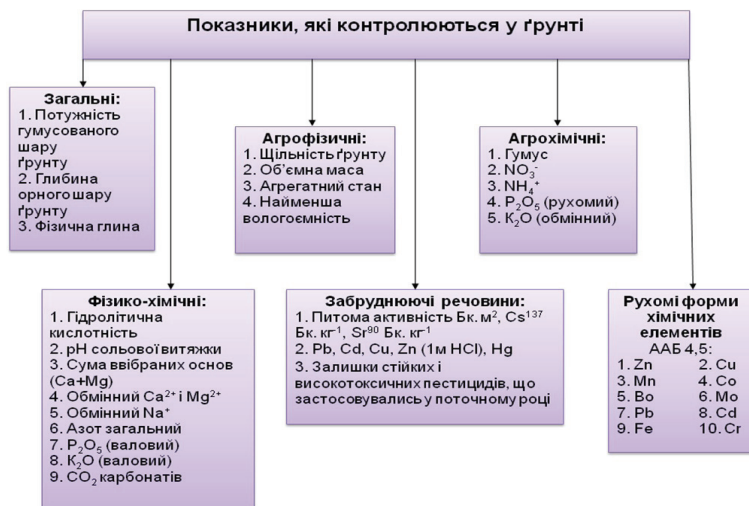 Показники, які контролюються у ґрунті
Загальні:
1. Потужність
гумусованого
шару
ґрунту
2. Глибина
орного шару
ґрунту
3. Фізична глина
Агрофізичні:
1. Щільність ґрунту
2. Об’ємна маса
3. Агрегатний стан
4. Найменша
вологоємність
Агрохімічні:
1. Гумус
2. NO₃⁻
3. NH₄⁺
4. P₂O₅ (рухомий)
5. K₂O (обмінний)
Фізико-хімічні:
1. Гідролітична
кислотність
2. pH сольової витяжки
3. Сума ввібраних основ
(Ca+Mg)
4. Обмінний Ca²⁺ і Mg²⁺
5. Обмінний Na⁺
6. Азот загальний
7. P₂O₅ (валовий)
8. K₂O (валовий)
9. CO₂ карбонатів
Забруднюючі речовини:
1. Питома активність Бк. м², Cs¹³⁷
Бк. кг⁻¹, Sr⁹⁰ Бк. кг⁻¹
2. Pb, Cd, Cu, Zn (1м HCl), Hg
3. Залишки стійких і
високотоксичних пестицидів, що
застосовувались у поточному році
Рухомі форми
хімічних
елементів
ААБ 4,5:
1. Zn 2. Cu
3. Mn 4. Co
5. Bo 6. Mo
7. Pb 8. Cd
9. Fe 10. Cr